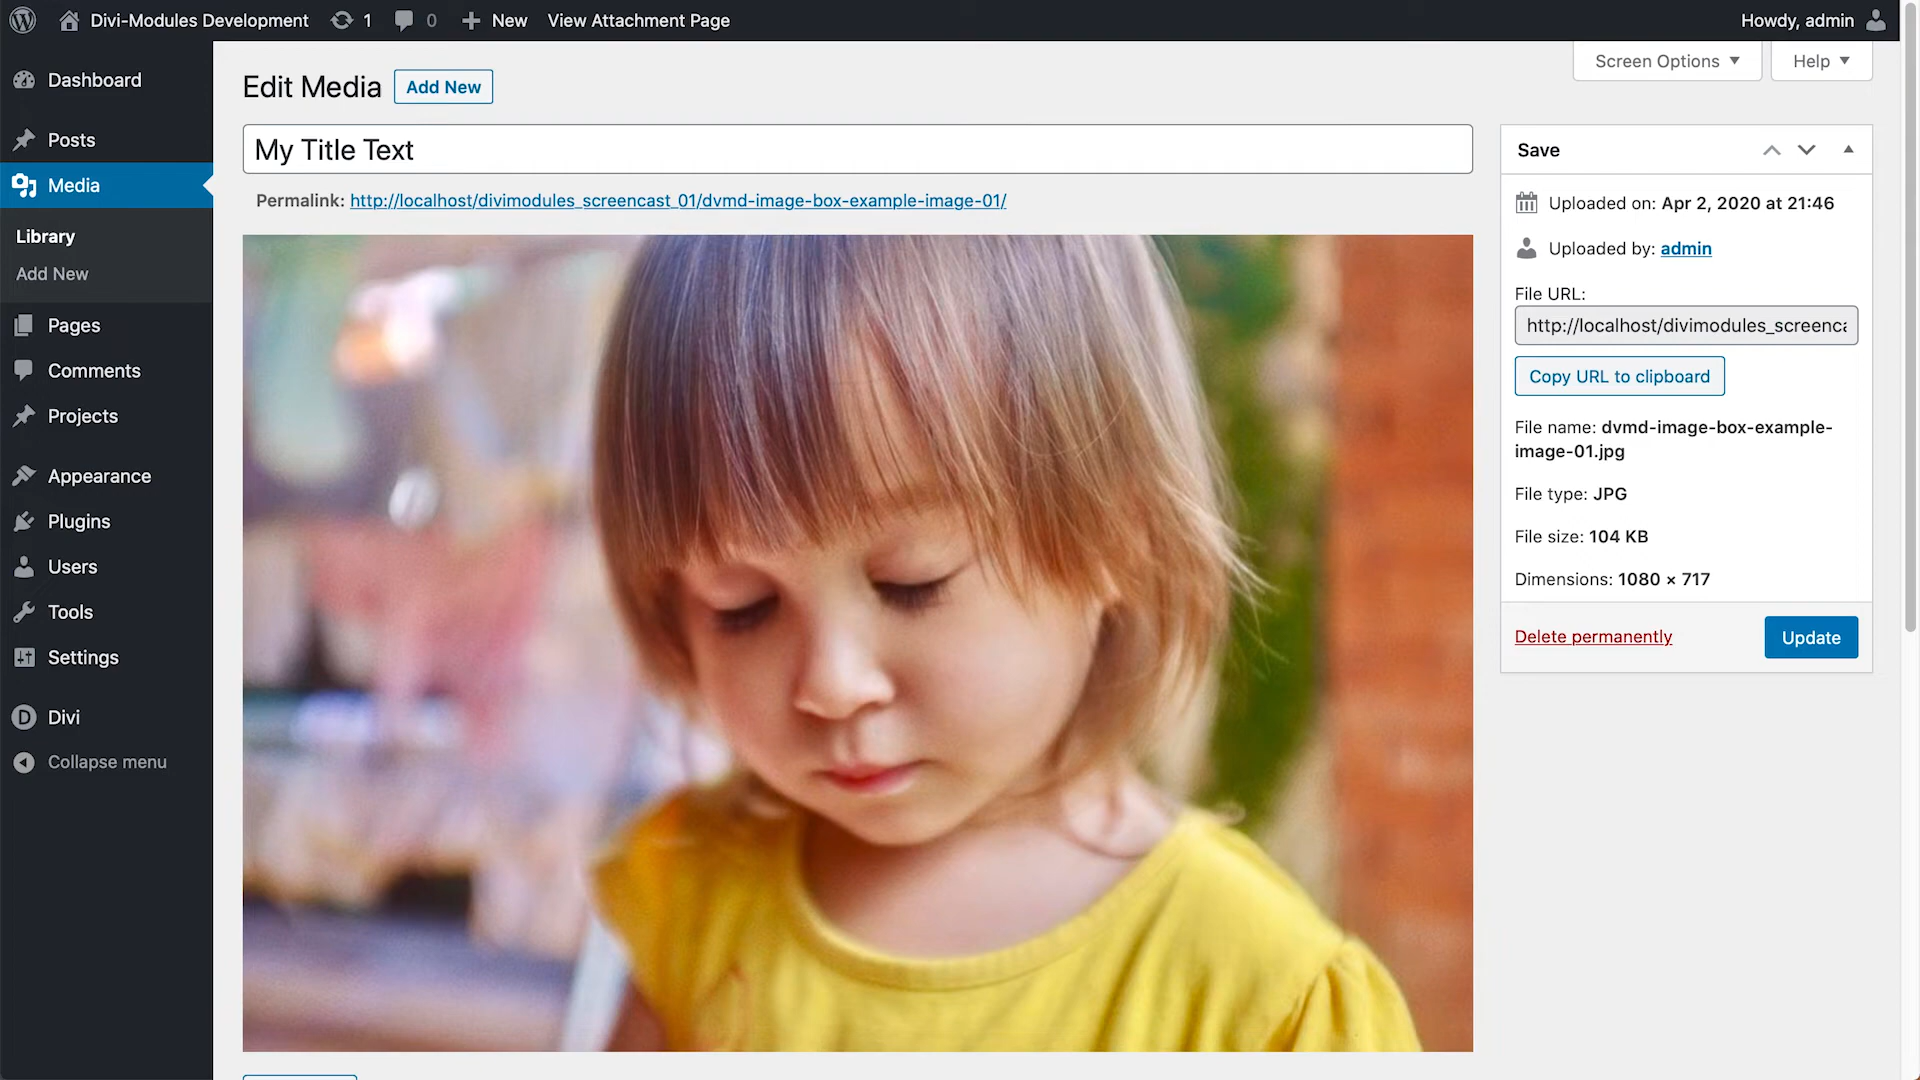 Divi-Modules Development 1 0 New View Attachment Page Howdy, admin
Screen Options Help
Dashboard
Posts
Media
Library
Add New
Pages
Comments
Projects
Appearance
Plugins
Users
Tools
Settings
Divi
Collapse menu
Edit Media Add New
My Title Text
Permalink: http://localhost/divimodules_screencast_01/dvmd-image-box-example-image-01/
Save
Uploaded on: Apr 2, 2020 at 21:46
Uploaded by: admin
File URL:
http://localhost/divimodules_screenca
Copy URL to clipboard
File name: dvmd-image-box-example-
image-01.jpg
File type: JPG
File size: 104 KB
Dimensions: 1080 × 717
Delete permanently Update